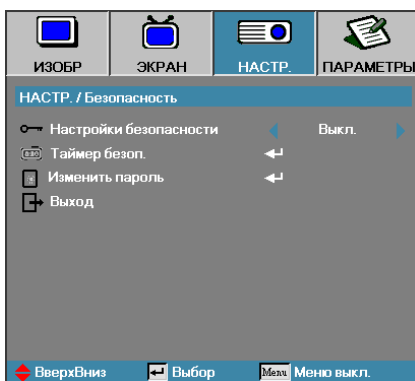 ИЗОБР ЭКРАН НАСТР. ПАРАМЕТРЫ
НАСТР. / Безопасность
Настройки безопасности Выкл.
Таймер безоп.
Изменить пароль
Выход
ВверхВниз Выбор Menu Меню выкл.